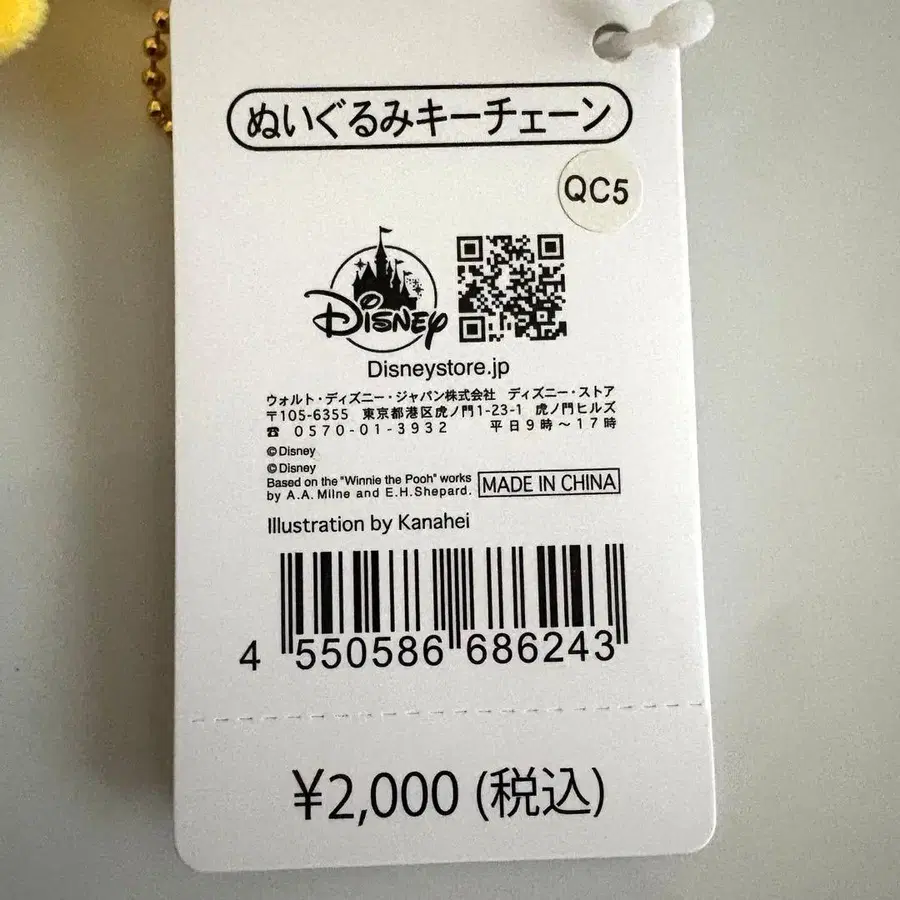 ぬいぐるみキーチェーン
QC5
Disney
Disneystore.jp
ウォルト・ディズニー・ジャパン株式会社 ディズニー・ストア
〒105-6355 東京都港区虎ノ門1-23-1 虎ノ門ヒルズ
☎ 0570-01-3932 平日9時～17時
©Disney
©Disney
Based on the "Winnie the Pooh" works
by A.A. Milne and E.H.Shepard.
MADE IN CHINA
Illustration by Kanahei
4 550586 686243
¥2,000 (税込)